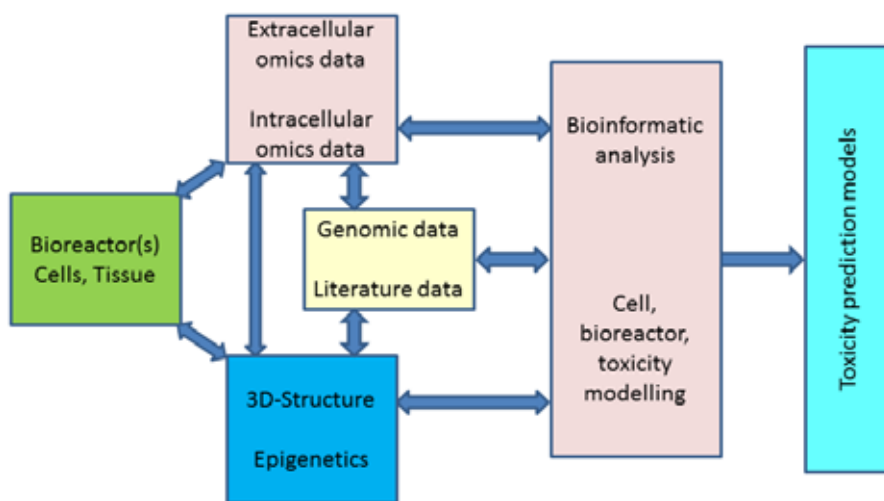 Extracellular
omics data
Intracellular
omics data
Bioreactor(s)
Cells, Tissue
Genomic data
Literature data
3D-Structure
Epigenetics
Bioinformatic
analysis
Cell,
bioreactor,
toxicity
modelling
Toxicity prediction models